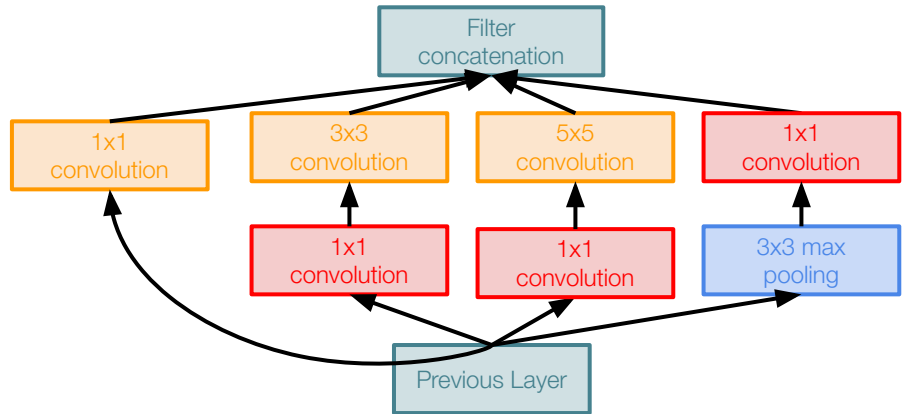 Filter
concatenation
1x1
convolution
3x3
convolution
5x5
convolution
1x1
convolution
1x1
convolution
1x1
convolution
3x3 max
pooling
Previous Layer